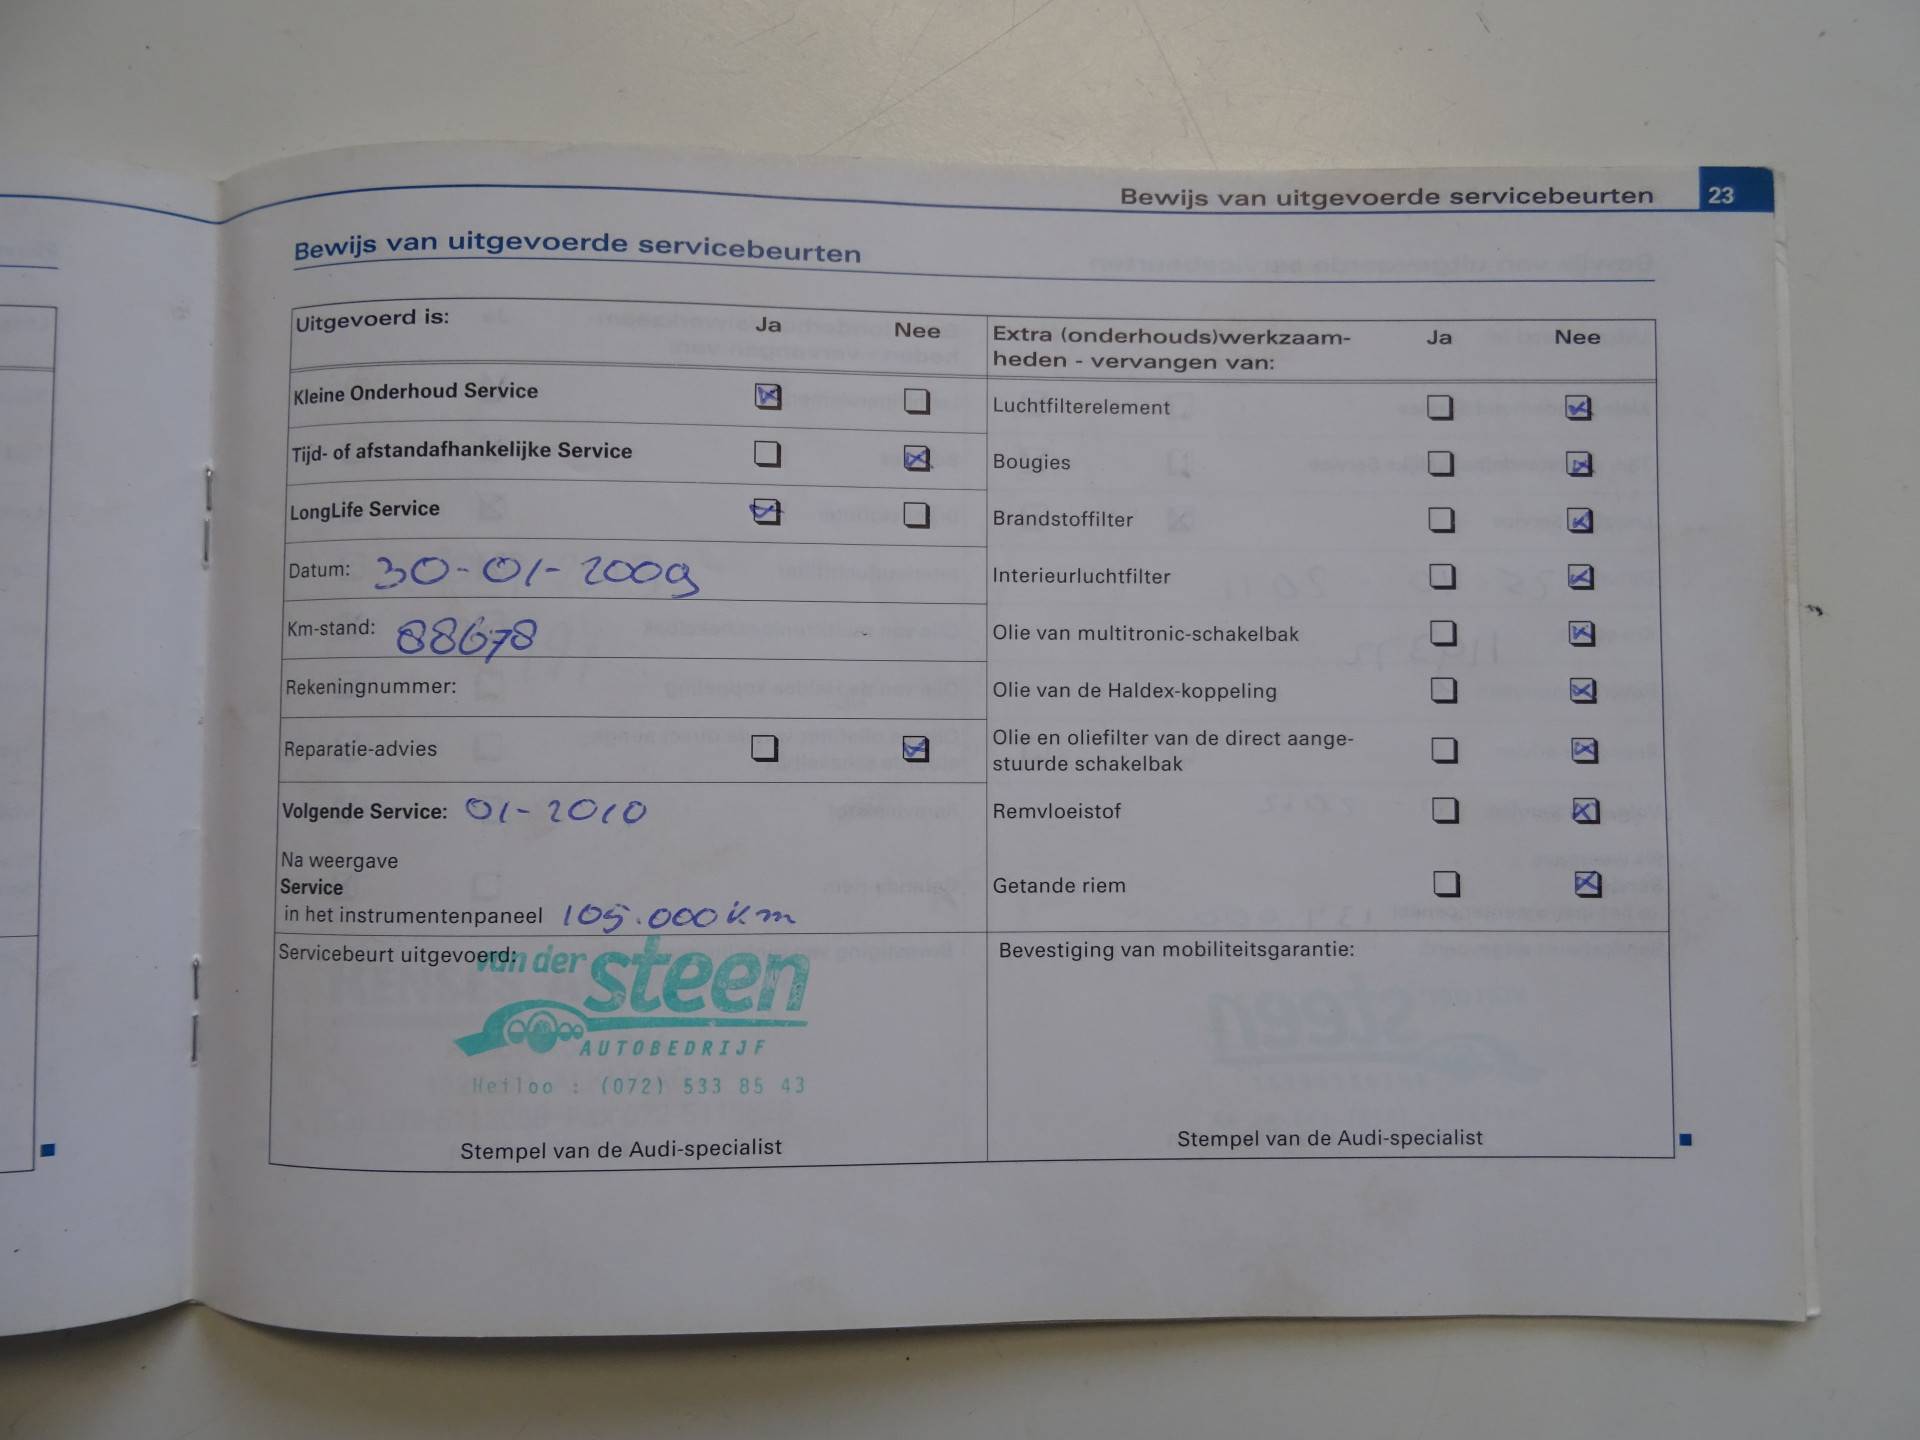 Bewijs van uitgevoerde servicebeurten 23
Bewijs van uitgevoerde servicebeurten
Uitgevoerd is: Ja Nee
Kleine Onderhoud Service
Tijd- of afstandafhankelijke Service
LongLife Service
Datum: 30-01-2009
Km-stand: 88678
Rekeningnummer:
Reparatie-advies
Volgende Service: 01-2010
Na weergave
Service
in het instrumentenpaneel 105.000 km
Servicebeurt uitgevoerd:
van der steen
AUTOBEDRIJF
Heiloo : (072) 533 85 43
Stempel van de Audi-specialist
Extra (onderhouds)werkzaam- Ja Nee
heden - vervangen van:
Luchtfilterelement
Bougies
Brandstoffilter
Interieurluchtfilter
Olie van multitronic-schakelbak
Olie van de Haldex-koppeling
Olie en oliefilter van de direct aange-
stuurde schakelbak
Remvloeistof
Getande riem
Bevestiging van mobiliteitsgarantie:
Stempel van de Audi-specialist